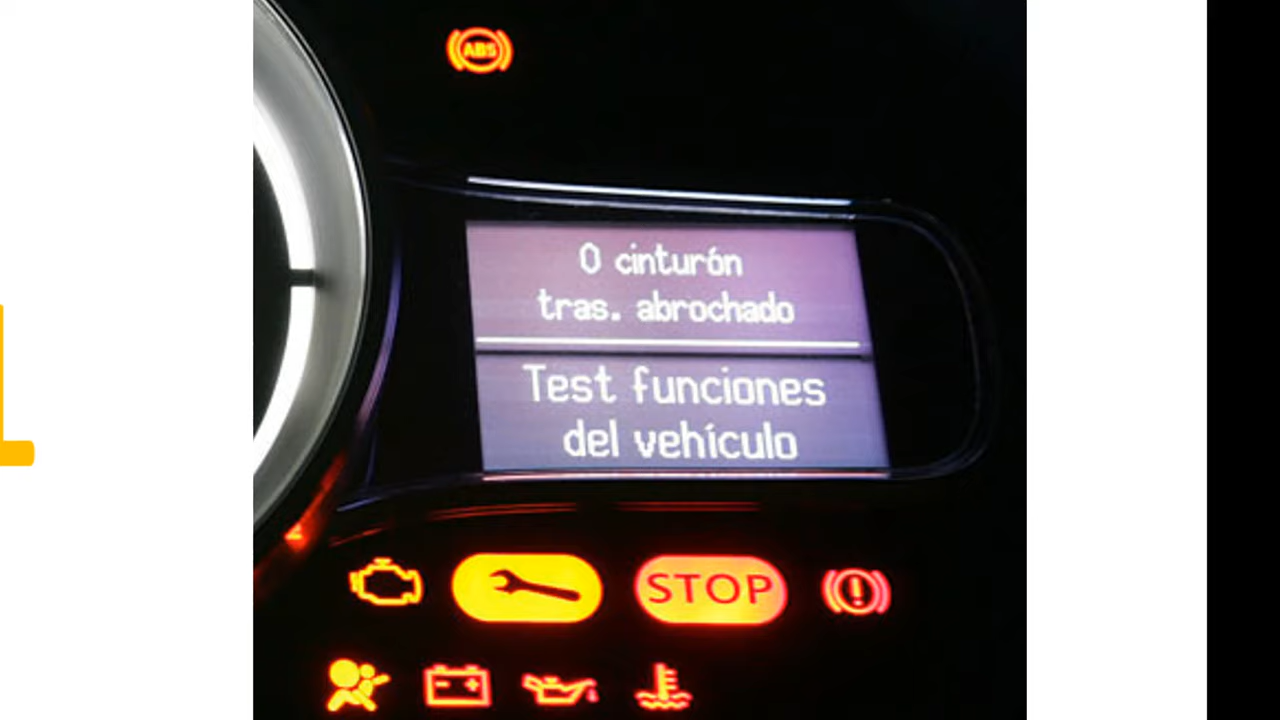 ABS
0 cinturón
tras. abrochado
Test funciones
del vehículo
STOP